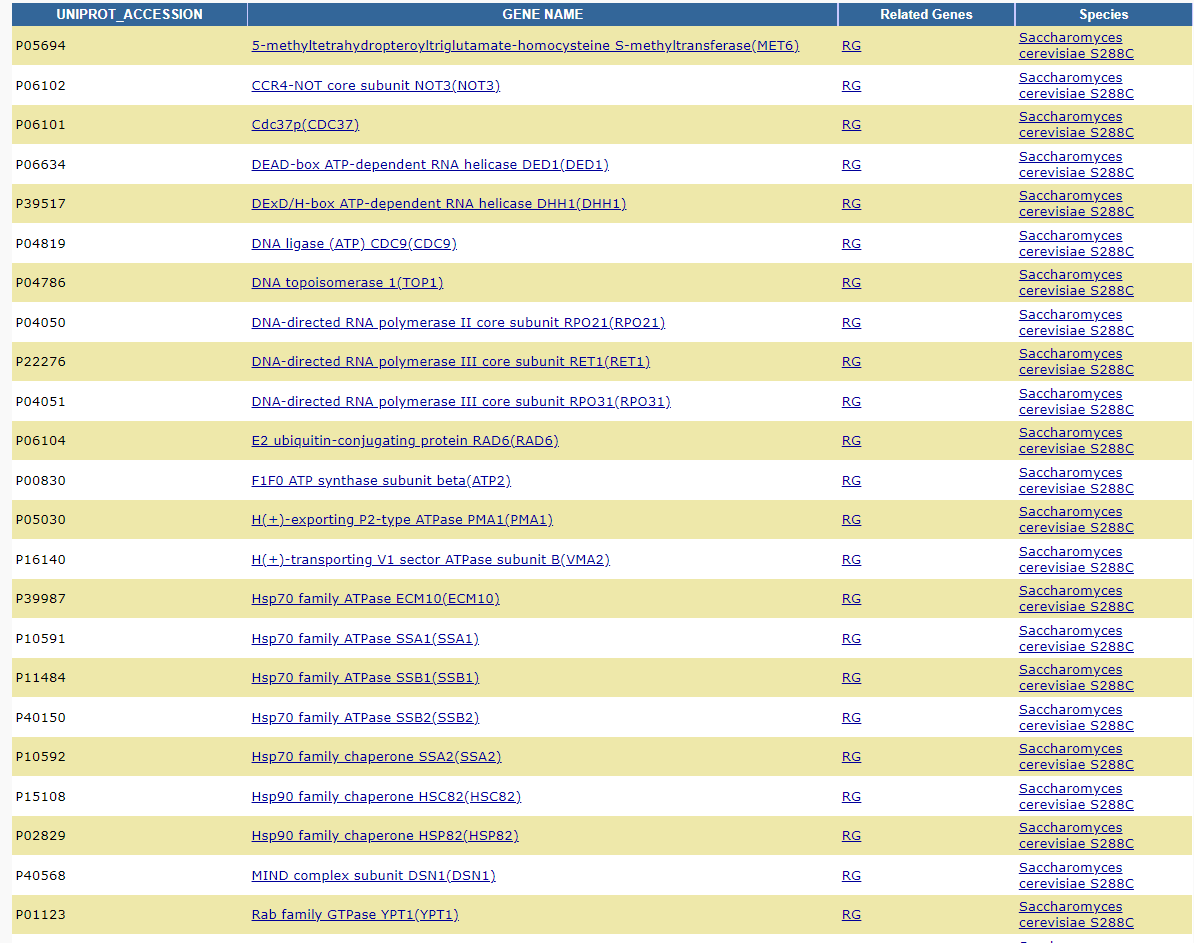 UNIPROT_ACCESSION GENE NAME Related Genes Species
P05694 5-methyltetrahydropteroyltriglutamate-homocysteine S-methyltransferase(MET6) RG Saccharomyces
cerevisiae S288C
P06102 CCR4-NOT core subunit NOT3(NOT3) RG Saccharomyces
cerevisiae S288C
P06101 Cdc37p(CDC37) RG Saccharomyces
cerevisiae S288C
P06634 DEAD-box ATP-dependent RNA helicase DED1(DED1) RG Saccharomyces
cerevisiae S288C
P39517 DExD/H-box ATP-dependent RNA helicase DHH1(DHH1) RG Saccharomyces
cerevisiae S288C
P04819 DNA ligase (ATP) CDC9(CDC9) RG Saccharomyces
cerevisiae S288C
P04786 DNA topoisomerase 1(TOP1) RG Saccharomyces
cerevisiae S288C
P04050 DNA-directed RNA polymerase II core subunit RPO21(RPO21) RG Saccharomyces
cerevisiae S288C
P22276 DNA-directed RNA polymerase III core subunit RET1(RET1) RG Saccharomyces
cerevisiae S288C
P04051 DNA-directed RNA polymerase III core subunit RPO31(RPO31) RG Saccharomyces
cerevisiae S288C
P06104 E2 ubiquitin-conjugating protein RAD6(RAD6) RG Saccharomyces
cerevisiae S288C
P00830 F1F0 ATP synthase subunit beta(ATP2) RG Saccharomyces
cerevisiae S288C
P05030 H(+)-exporting P2-type ATPase PMA1(PMA1) RG Saccharomyces
cerevisiae S288C
P16140 H(+)-transporting V1 sector ATPase subunit B(VMA2) RG Saccharomyces
cerevisiae S288C
P39987 Hsp70 family ATPase ECM10(ECM10) RG Saccharomyces
cerevisiae S288C
P10591 Hsp70 family ATPase SSA1(SSA1) RG Saccharomyces
cerevisiae S288C
P11484 Hsp70 family ATPase SSB1(SSB1) RG Saccharomyces
cerevisiae S288C
P40150 Hsp70 family ATPase SSB2(SSB2) RG Saccharomyces
cerevisiae S288C
P10592 Hsp70 family chaperone SSA2(SSA2) RG Saccharomyces
cerevisiae S288C
P15108 Hsp90 family chaperone HSC82(HSC82) RG Saccharomyces
cerevisiae S288C
P02829 Hsp90 family chaperone HSP82(HSP82) RG Saccharomyces
cerevisiae S288C
P40568 MIND complex subunit DSN1(DSN1) RG Saccharomyces
cerevisiae S288C
P01123 Rab family GTPase YPT1(YPT1) RG Saccharomyces
cerevisiae S288C